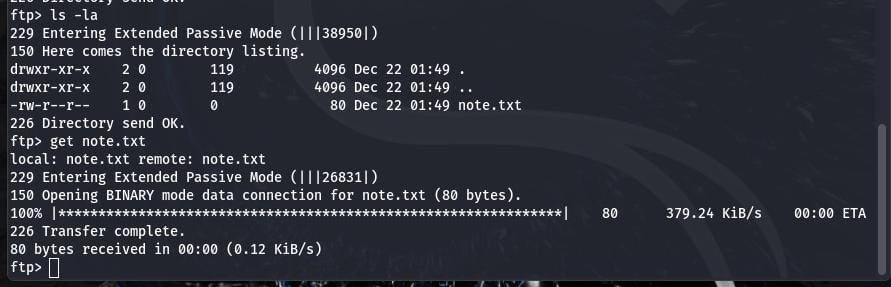 226 Directory send OK.
ftp> ls -la
229 Entering Extended Passive Mode (|||38950|)
150 Here comes the directory listing.
drwxr-xr-x    2 0        119          4096 Dec 22 01:49 .
drwxr-xr-x    2 0        119          4096 Dec 22 01:49 ..
-rw-r--r--    1 0        0              80 Dec 22 01:49 note.txt
226 Directory send OK.
ftp> get note.txt
local: note.txt remote: note.txt
229 Entering Extended Passive Mode (|||26831|)
150 Opening BINARY mode data connection for note.txt (80 bytes).
100% |***************************************************************|    80      379.24 KiB/s    00:00 ETA
226 Transfer complete.
80 bytes received in 00:00 (0.12 KiB/s)
ftp>